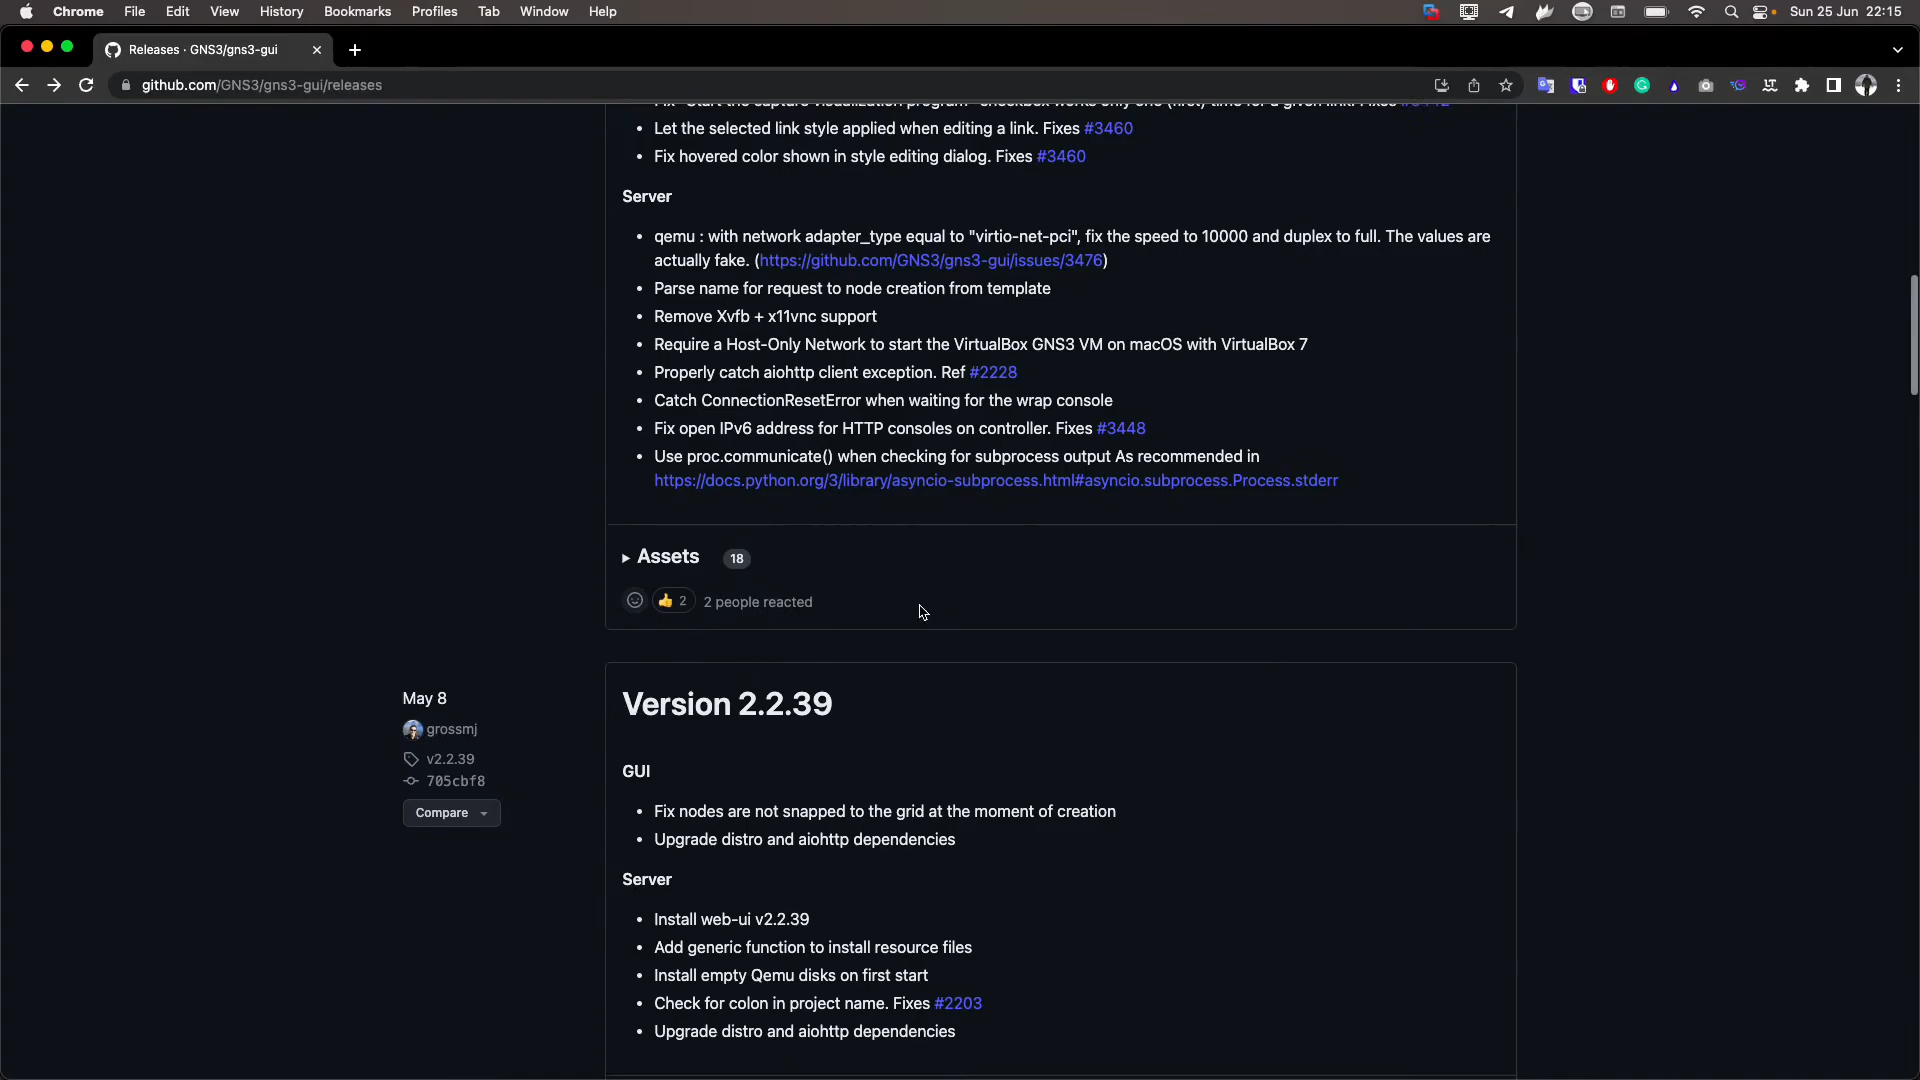 Chrome File Edit View History Bookmarks Profiles Tab Window Help Sun 25 Jun 22:15
Releases · GNS3/gns3-gui
github.com/GNS3/gns3-gui/releases
• Let the selected link style applied when editing a link. Fixes #3460
• Fix hovered color shown in style editing dialog. Fixes #3460
Server
• qemu : with network adapter_type equal to "virtio-net-pci", fix the speed to 10000 and duplex to full. The values are
actually fake. (https://github.com/GNS3/gns3-gui/issues/3476)
• Parse name for request to node creation from template
• Remove Xvfb + x11vnc support
• Require a Host-Only Network to start the VirtualBox GNS3 VM on macOS with VirtualBox 7
• Properly catch aiohttp client exception. Ref #2228
• Catch ConnectionResetError when waiting for the wrap console
• Fix open IPv6 address for HTTP consoles on controller. Fixes #3448
• Use proc.communicate() when checking for subprocess output As recommended in
https://docs.python.org/3/library/asyncio-subprocess.html#asyncio.subprocess.Process.stderr
Assets 18
👍 2 2 people reacted
May 8
grossmj
v2.2.39
705cbf8
Compare
Version 2.2.39
GUI
• Fix nodes are not snapped to the grid at the moment of creation
• Upgrade distro and aiohttp dependencies
Server
• Install web-ui v2.2.39
• Add generic function to install resource files
• Install empty Qemu disks on first start
• Check for colon in project name. Fixes #2203
• Upgrade distro and aiohttp dependencies